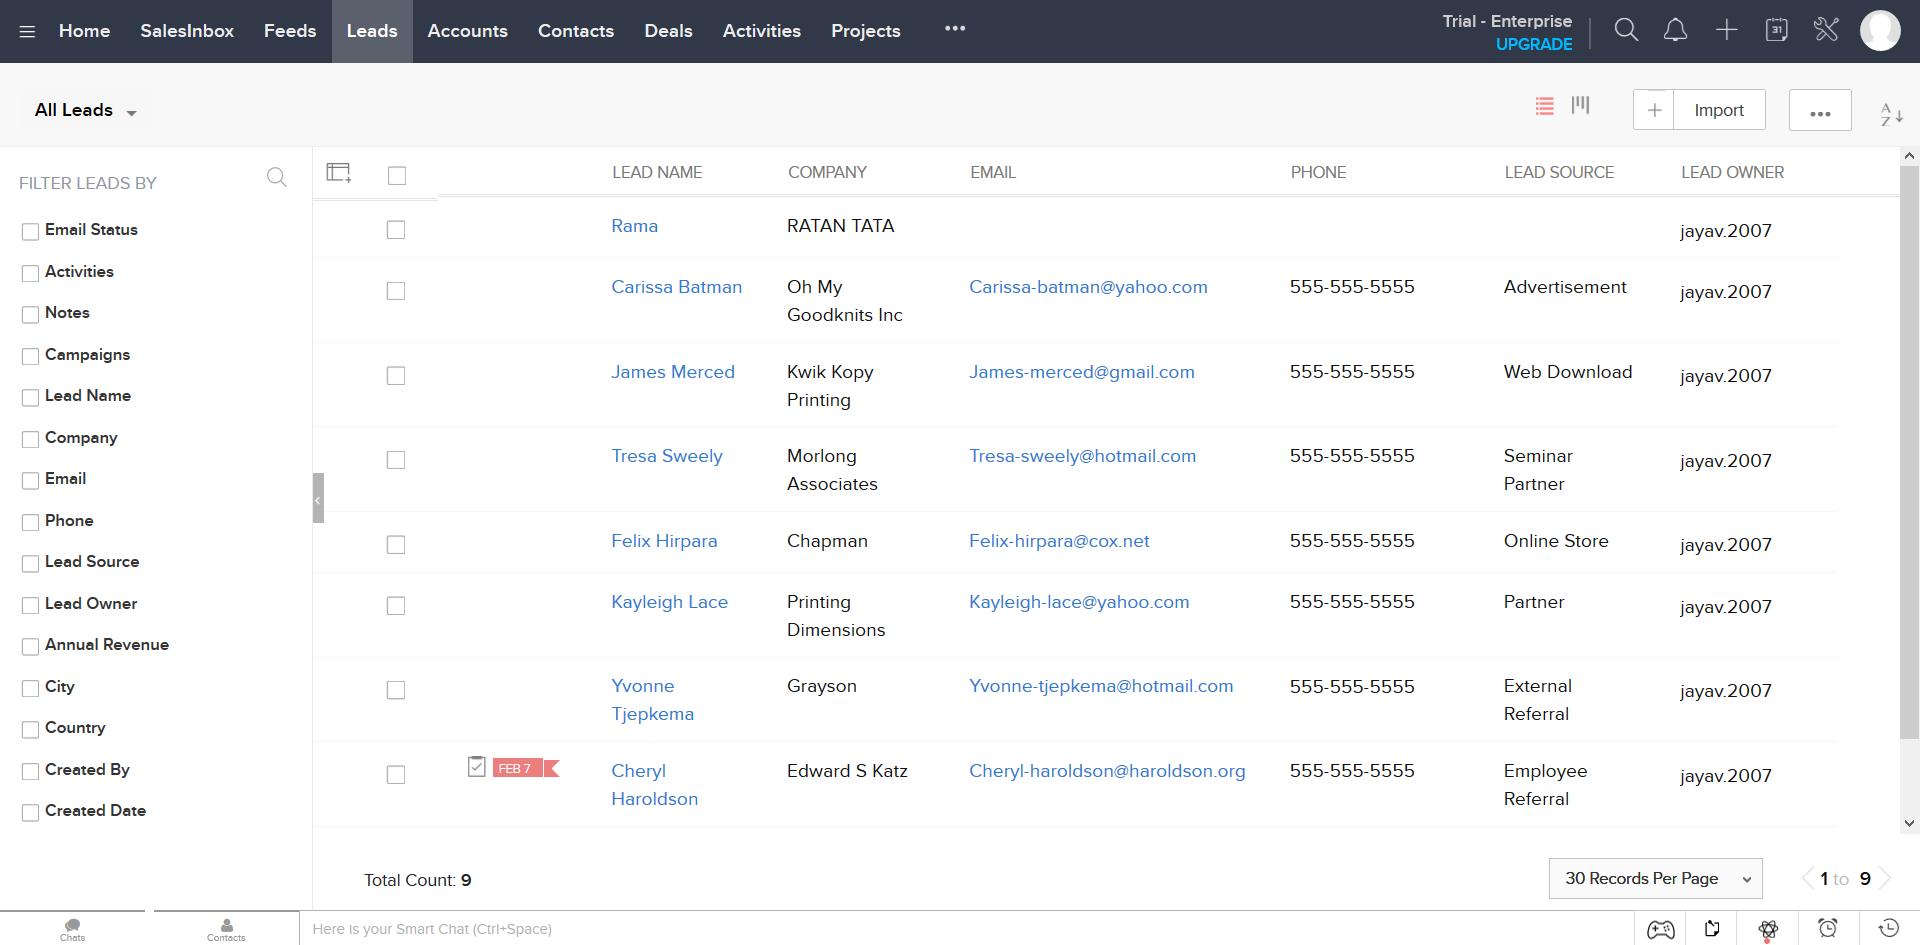 Home SalesInbox Feeds Leads Accounts Contacts Deals Activities Projects ••• Trial - Enterprise
UPGRADE
31
All Leads
Import
...
A
Z
FILTER LEADS BY
Email Status
Activities
Notes
Campaigns
Lead Name
Company
Email
Phone
Lead Source
Lead Owner
Annual Revenue
City
Country
Created By
Created Date
LEAD NAME COMPANY EMAIL PHONE LEAD SOURCE LEAD OWNER
Rama RATAN TATA jayav.2007
Carissa Batman Oh My Carissa-batman@yahoo.com 555-555-5555 Advertisement jayav.2007
Goodknits Inc
James Merced Kwik Kopy James-merced@gmail.com 555-555-5555 Web Download jayav.2007
Printing
Tresa Sweely Morlong Tresa-sweely@hotmail.com 555-555-5555 Seminar jayav.2007
Associates Partner
Felix Hirpara Chapman Felix-hirpara@cox.net 555-555-5555 Online Store jayav.2007
Kayleigh Lace Printing Kayleigh-lace@yahoo.com 555-555-5555 Partner jayav.2007
Dimensions
Yvonne Grayson Yvonne-tjepkema@hotmail.com 555-555-5555 External jayav.2007
Tjepkema Referral
FEB 7 Cheryl Edward S Katz Cheryl-haroldson@haroldson.org 555-555-5555 Employee jayav.2007
Haroldson Referral
Total Count: 9 30 Records Per Page 1 to 9
Chats Contacts Here is your Smart Chat (Ctrl+Space)